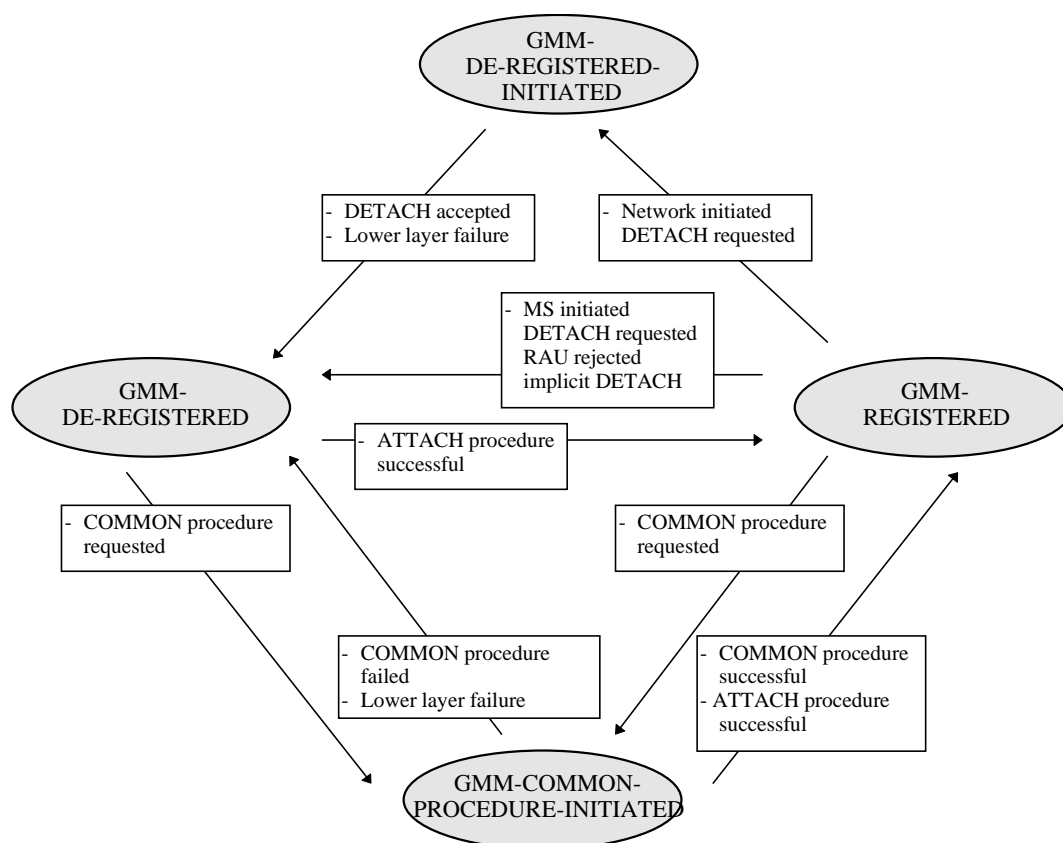 GMM-
DE-REGISTERED-
INITIATED
- DETACH accepted
- Lower layer failure
- Network initiated
DETACH requested
- MS initiated
DETACH requested
RAU rejected
implicit DETACH
GMM-
DE-REGISTERED
GMM-
REGISTERED
- ATTACH procedure
successful
- COMMON procedure
requested
- COMMON procedure
requested
- COMMON procedure
failed
- Lower layer failure
- COMMON procedure
successful
- ATTACH procedure
successful
GMM-COMMON-
PROCEDURE-INITIATED